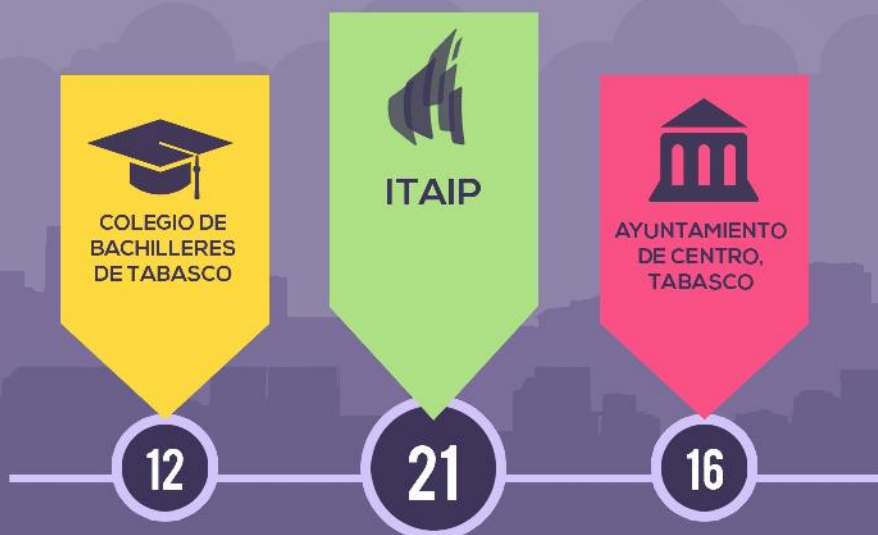 COLEGIO DE
BACHILLERES
DE TABASCO
12
ITAIP
21
AYUNTAMIENTO
DE CENTRO,
TABASCO
16